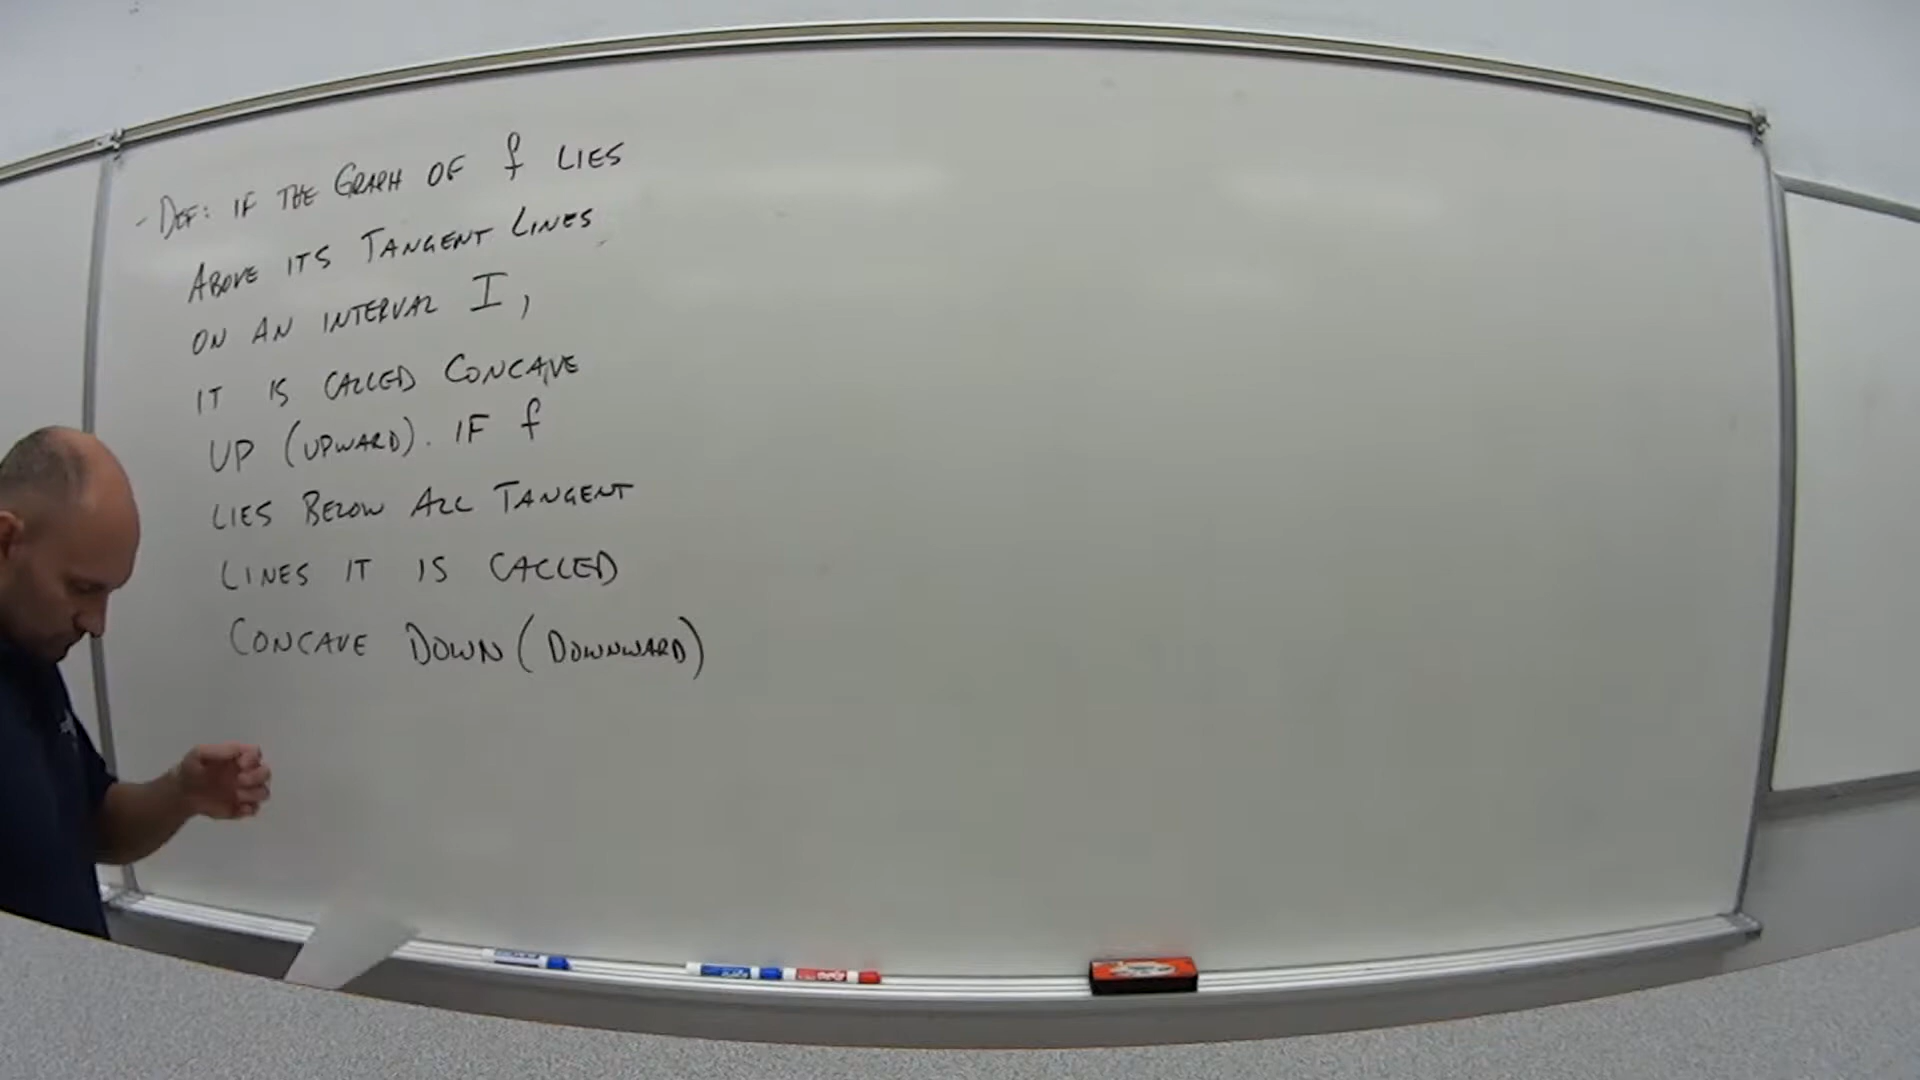 - DEF: IF THE GRAPH OF f LIES
ABOVE ITS TANGENT LINES
ON AN INTERVAL I,
IT IS CALLED CONCAVE
UP (UPWARD). IF f
LIES BELOW ALL TANGENT
LINES IT IS CALLED
CONCAVE DOWN (DOWNWARD)